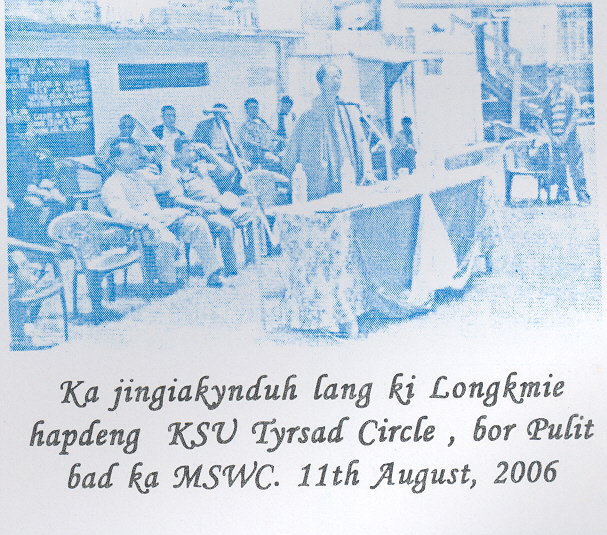 Ka jingiakynduh lang ki Longkmie
hapdeng KSU Tyrsad Circle , bor Pulit
bad ka MSWC. 11th August, 2006